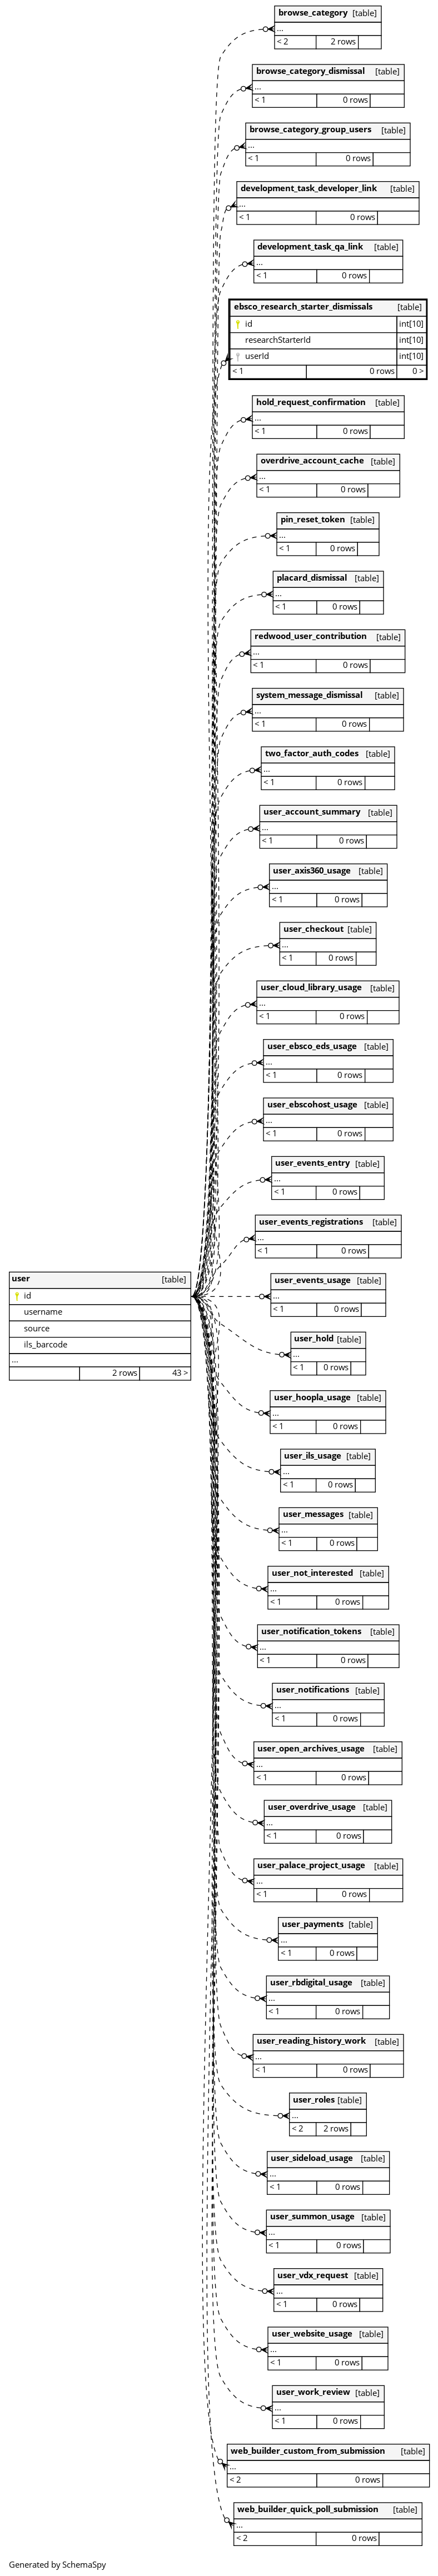 browse_category [table]
...
< 2 2 rows
browse_category_dismissal [table]
...
< 1 0 rows
browse_category_group_users [table]
...
< 1 0 rows
development_task_developer_link [table]
...
< 1 0 rows
development_task_qa_link [table]
...
< 1 0 rows
ebsco_research_starter_dismissals [table]
id int[10]
researchStarterId int[10]
userId int[10]
< 1 0 rows 0 >
hold_request_confirmation [table]
...
< 1 0 rows
overdrive_account_cache [table]
...
< 1 0 rows
pin_reset_token [table]
...
< 1 0 rows
placard_dismissal [table]
...
< 1 0 rows
redwood_user_contribution [table]
...
< 1 0 rows
system_message_dismissal [table]
...
< 1 0 rows
two_factor_auth_codes [table]
...
< 1 0 rows
user_account_summary [table]
...
< 1 0 rows
user_axis360_usage [table]
...
< 1 0 rows
user_checkout [table]
...
< 1 0 rows
user_cloud_library_usage [table]
...
< 1 0 rows
user_ebsco_eds_usage [table]
...
< 1 0 rows
user_ebscohost_usage [table]
...
< 1 0 rows
user_events_entry [table]
...
< 1 0 rows
user_events_registrations [table]
...
< 1 0 rows
user [table]
id
username
source
ils_barcode
...
2 rows 43 >
user_events_usage [table]
...
< 1 0 rows
user_hold [table]
...
< 1 0 rows
user_hoopla_usage [table]
...
< 1 0 rows
user_ils_usage [table]
...
< 1 0 rows
user_messages [table]
...
< 1 0 rows
user_not_interested [table]
...
< 1 0 rows
user_notification_tokens [table]
...
< 1 0 rows
user_notifications [table]
...
< 1 0 rows
user_open_archives_usage [table]
...
< 1 0 rows
user_overdrive_usage [table]
...
< 1 0 rows
user_palace_project_usage [table]
...
< 1 0 rows
user_payments [table]
...
< 1 0 rows
user_rbdigital_usage [table]
...
< 1 0 rows
user_reading_history_work [table]
...
< 1 0 rows
user_roles [table]
...
< 2 2 rows
user_sideload_usage [table]
...
< 1 0 rows
user_summon_usage [table]
...
< 1 0 rows
user_vdx_request [table]
...
< 1 0 rows
user_website_usage [table]
...
< 1 0 rows
user_work_review [table]
...
< 1 0 rows
web_builder_custom_from_submission [table]
...
< 2 0 rows
web_builder_quick_poll_submission [table]
...
< 2 0 rows
Generated by SchemaSpy